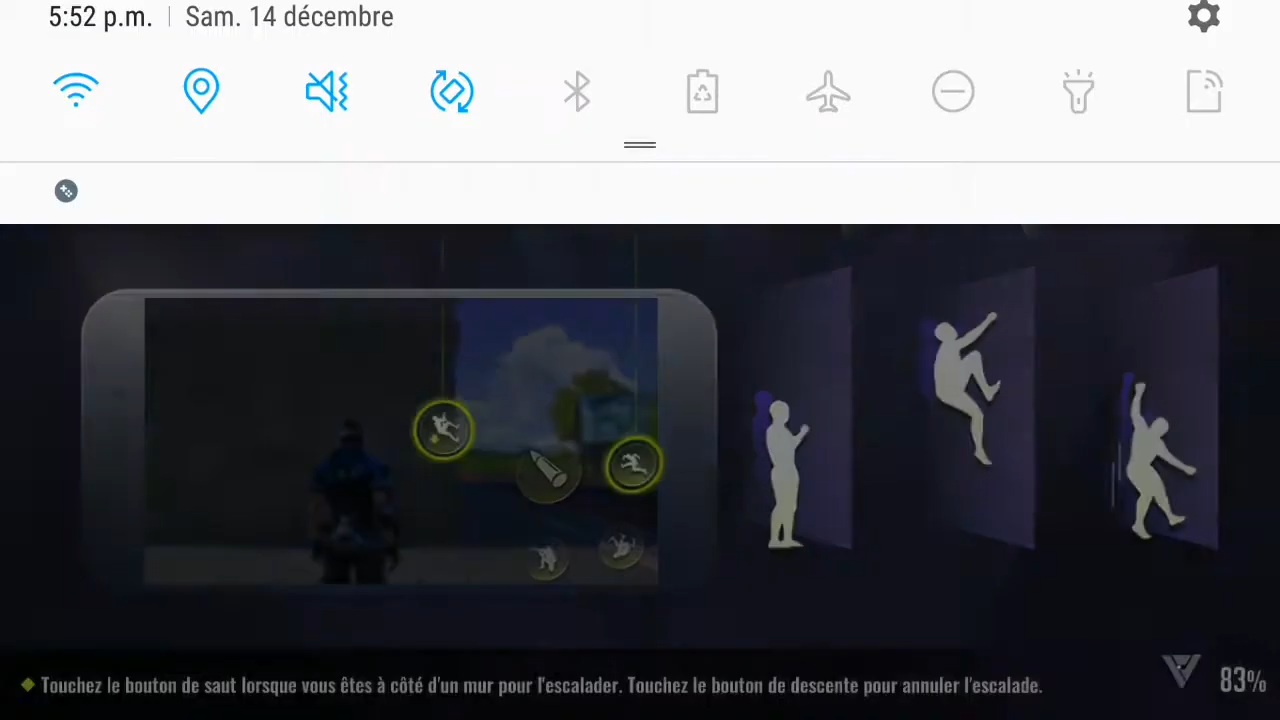 5:52 p.m. | Sam. 14 décembre
Touchez le bouton de saut lorsque vous êtes à côté d'un mur pour l'escalader. Touchez le bouton de descente pour annuler l'escalade.
83%